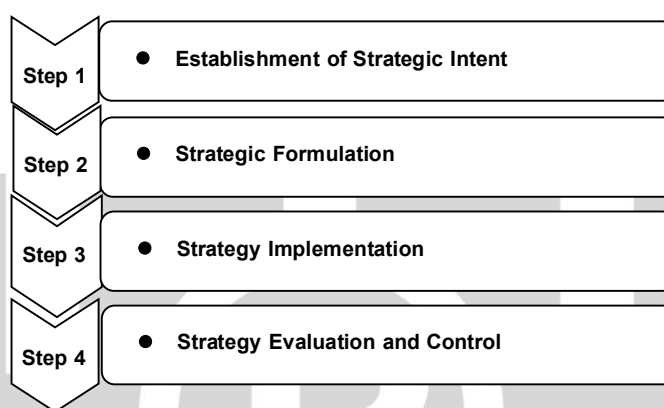 Step 1
● Establishment of Strategic Intent
Step 2
● Strategic Formulation
Step 3
● Strategy Implementation
Step 4
● Strategy Evaluation and Control